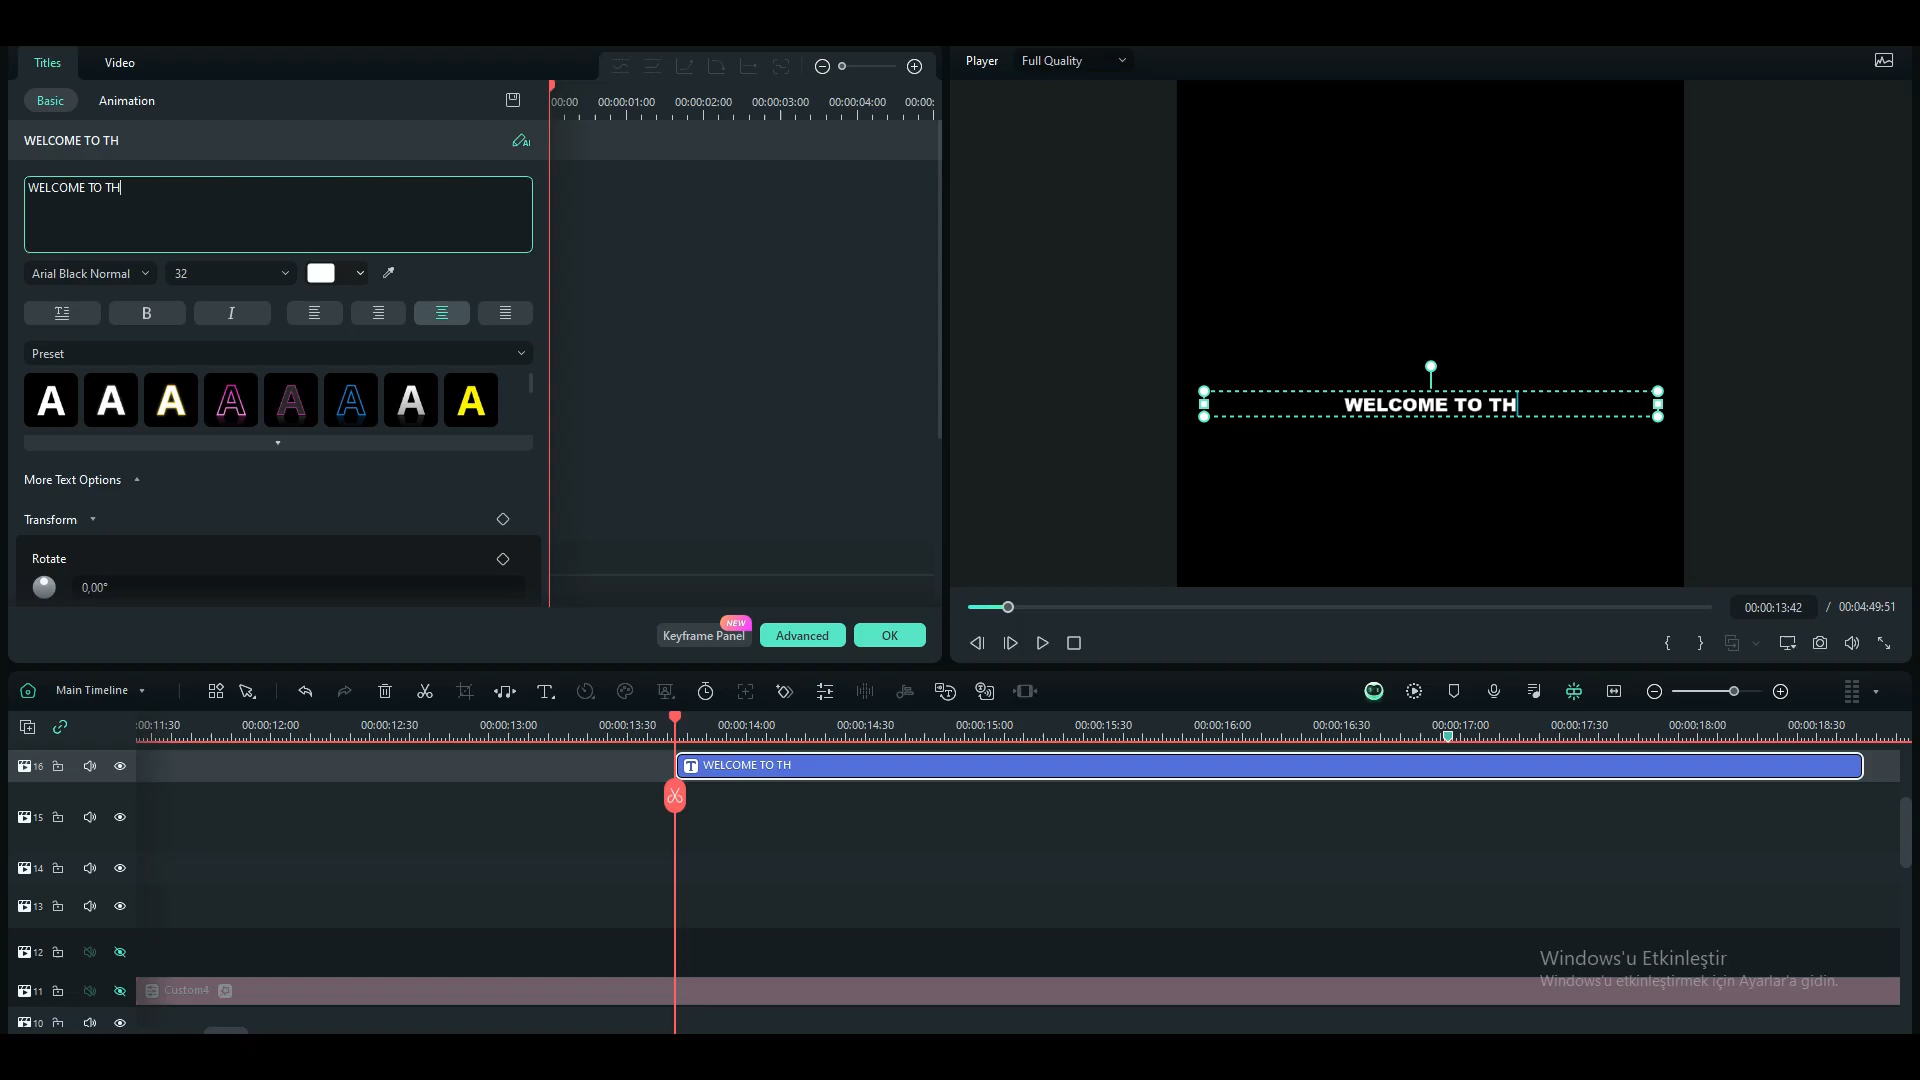 Titles Video
Player Full Quality
Basic Animation
00:00 00:00:01:00 00:00:02:00 00:00:03:00 00:00:04:00 00:00:
WELCOME TO TH AI
WELCOME TO TH
Arial Black Normal 32
B I
Preset
A A A A A A A A
More Text Options
Transform
Rotate
0,00°
WELCOME TO TH
00:00:13:42 / 00:04:49:51
NEW
Keyframe Panel Advanced OK
{ }
Main Timeline
:00:11:30 00:00:12:00 00:00:12:30 00:00:13:00 00:00:13:30 00:00:14:00 00:00:14:30 00:00:15:00 00:00:15:30 00:00:16:00 00:00:16:30 00:00:17:00 00:00:17:30 00:00:18:00 00:00:18:30
16 T WELCOME TO TH
15
14
13
12
11 Custom4
10
Windows'u Etkinleştir
Windows'u etkinleştirmek için Ayarlar'a gidin.